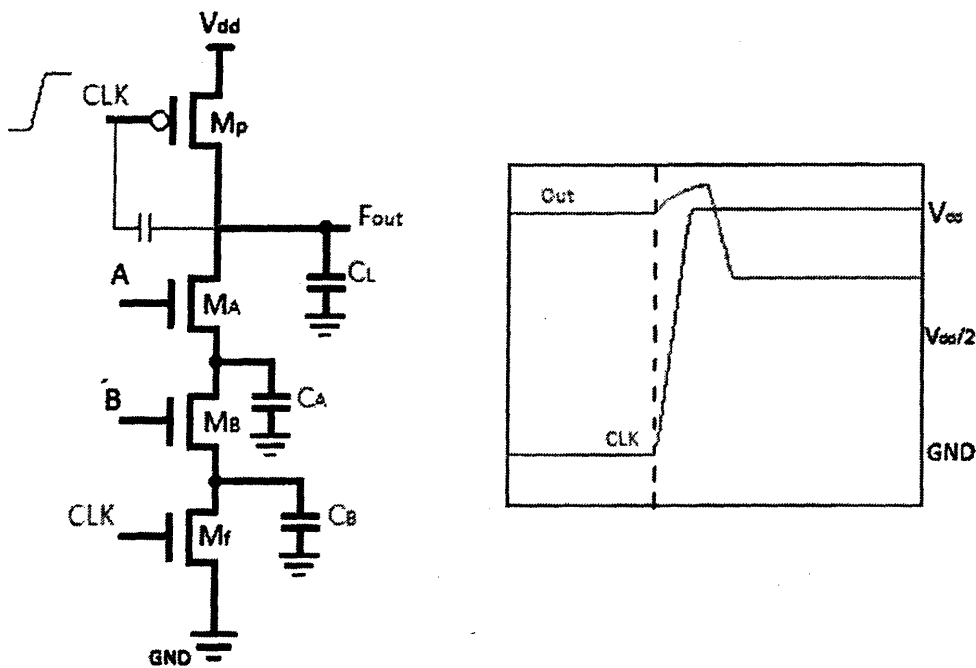 Vdd
CLK
Mp
Fout
CL
A
MA
CA
B
MB
CLK
Mf
CB
GND
Out
Vdd
Vdd/2
CLK
GND